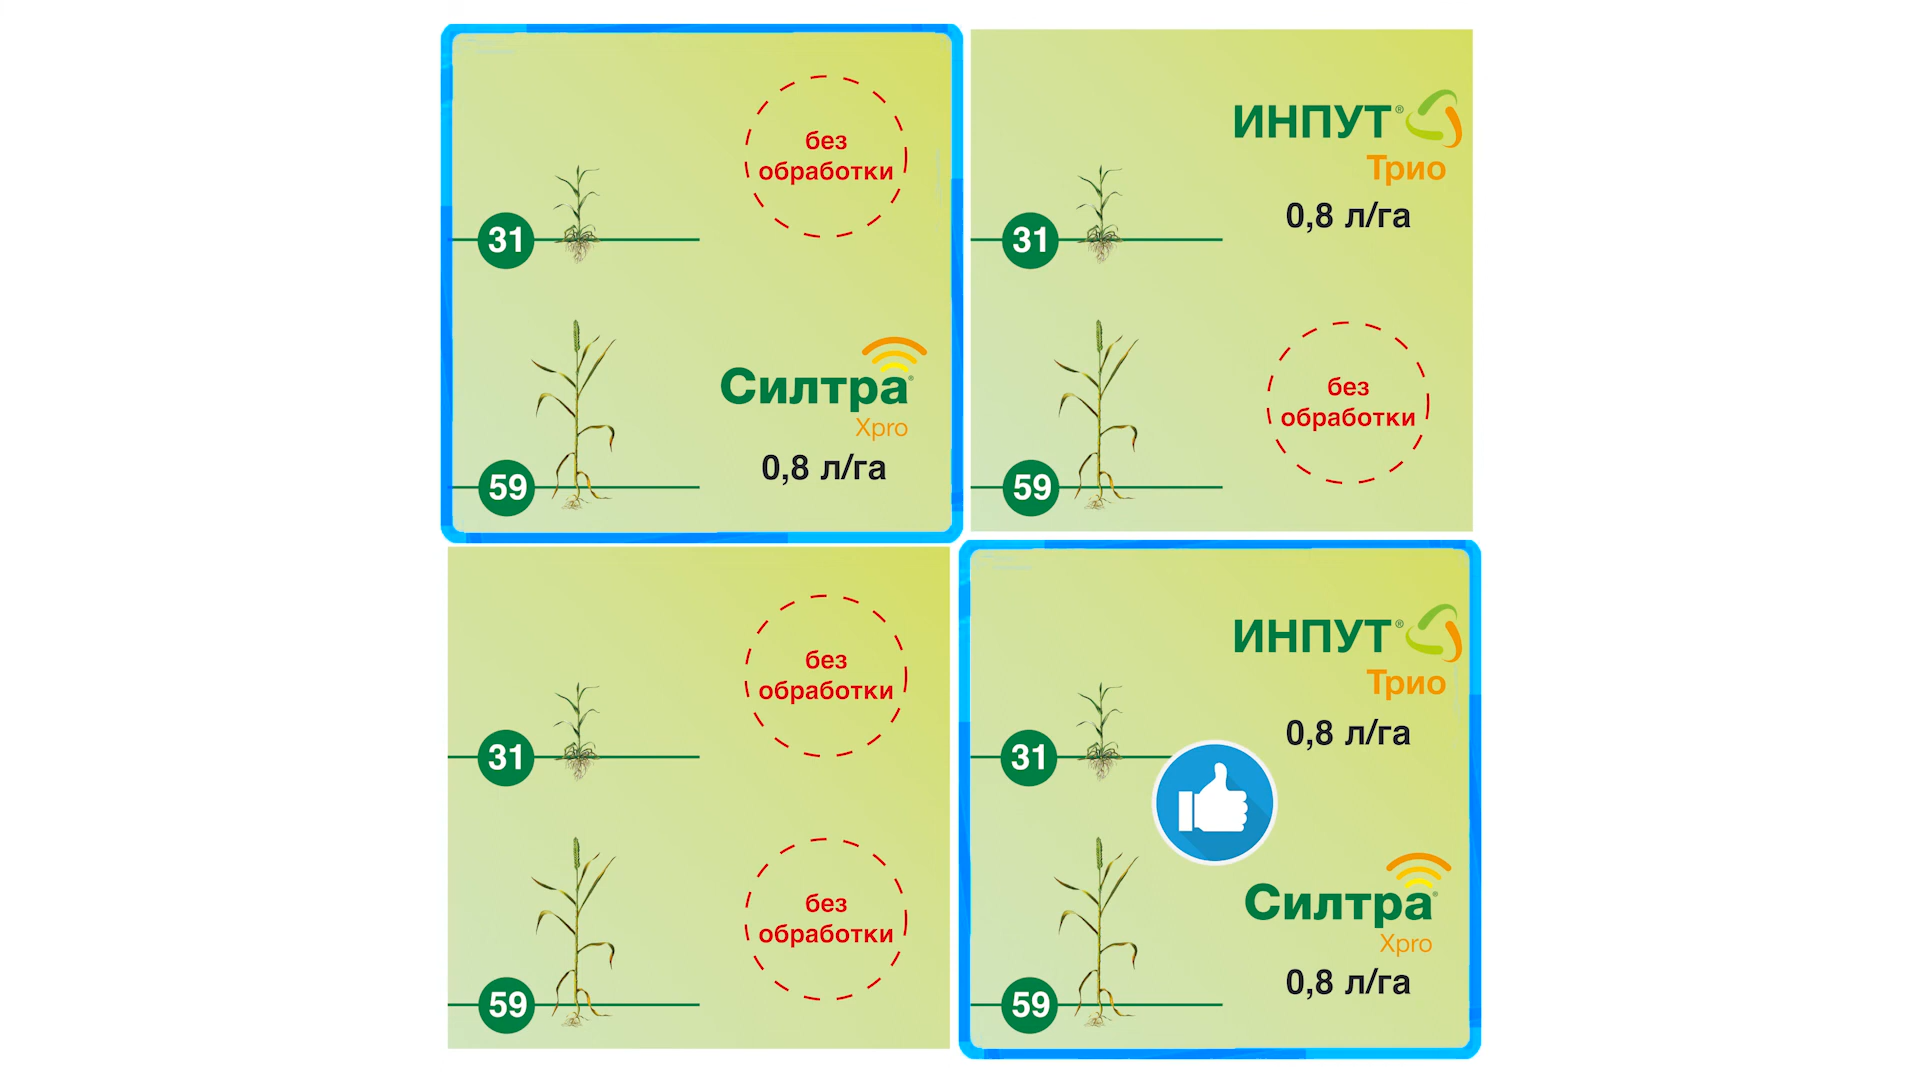 без
обработки
31
Силтра®
Xpro
0,8 л/га
59
ИНПУТ®
Трио
0,8 л/га
31
без
обработки
59
без
обработки
31
без
обработки
59
ИНПУТ®
Трио
0,8 л/га
31
Силтра®
Xpro
0,8 л/га
59